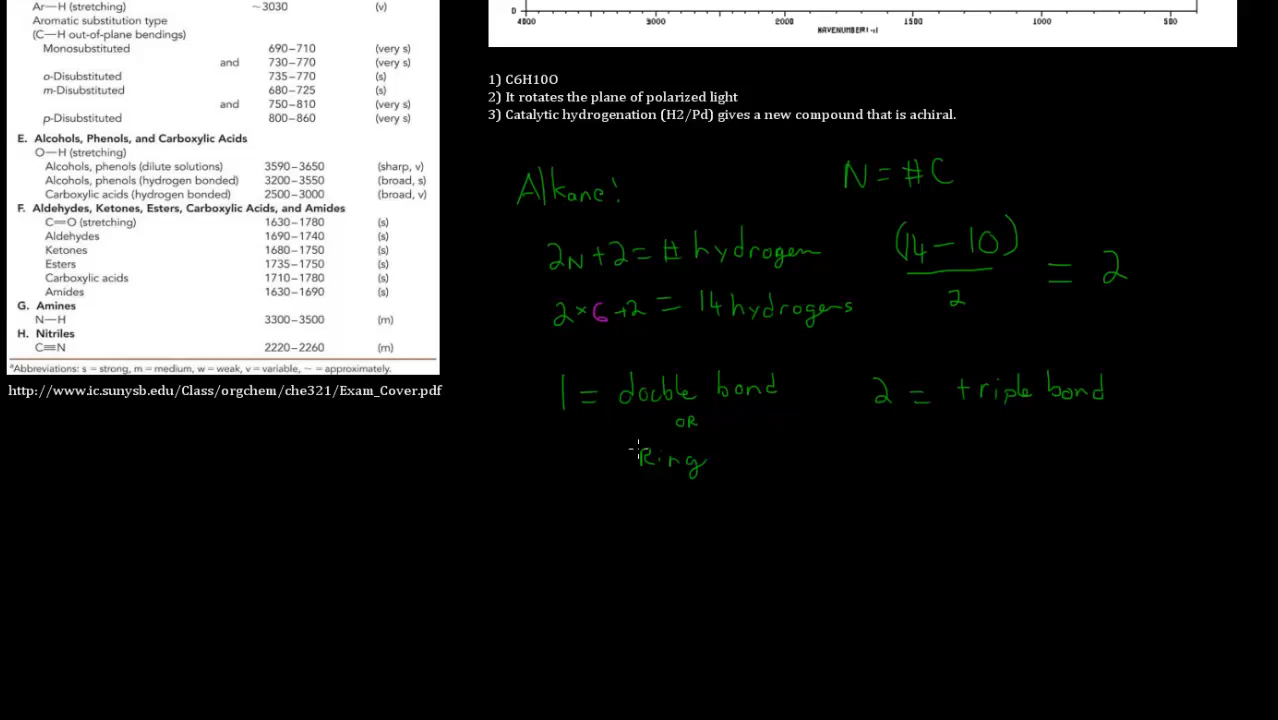 Ar—H (stretching) ~3030 (v)
Aromatic substitution type
(C—H out-of-plane bendings)
Monosubstituted 690–710 (very s)
and 730–770 (very s)
o-Disubstituted 735–770 (s)
m-Disubstituted 680–725 (s)
and 750–810 (very s)
p-Disubstituted 800–860 (very s)
E. Alcohols, Phenols, and Carboxylic Acids
O—H (stretching)
Alcohols, phenols (dilute solutions) 3590–3650 (sharp, v)
Alcohols, phenols (hydrogen bonded) 3200–3550 (broad, s)
Carboxylic acids (hydrogen bonded) 2500–3000 (broad, v)
F. Aldehydes, Ketones, Esters, Carboxylic Acids, and Amides
C=O (stretching) 1630–1780 (s)
Aldehydes 1690–1740 (s)
Ketones 1680–1750 (s)
Esters 1735–1750 (s)
Carboxylic acids 1710–1780 (s)
Amides 1630–1690 (s)
G. Amines
N—H 3300–3500 (m)
H. Nitriles
C≡N 2220–2260 (m)
ᵃAbbreviations: s = strong, m = medium, w = weak, v = variable, ~ = approximately.
http://www.ic.sunysb.edu/Class/orgchem/che321/Exam_Cover.pdf
0
4000 3000 2000 1500 1000 500
WAVENUMBER
1) C6H10O
2) It rotates the plane of polarized light
3) Catalytic hydrogenation (H2/Pd) gives a new compound that is achiral.
Alkane: N = #C
2N+2 = # hydrogen (14 - 10) / 2 = 2
2×6+2 = 14 hydrogens
1 = double bond 2 = triple bond
OR
Ring